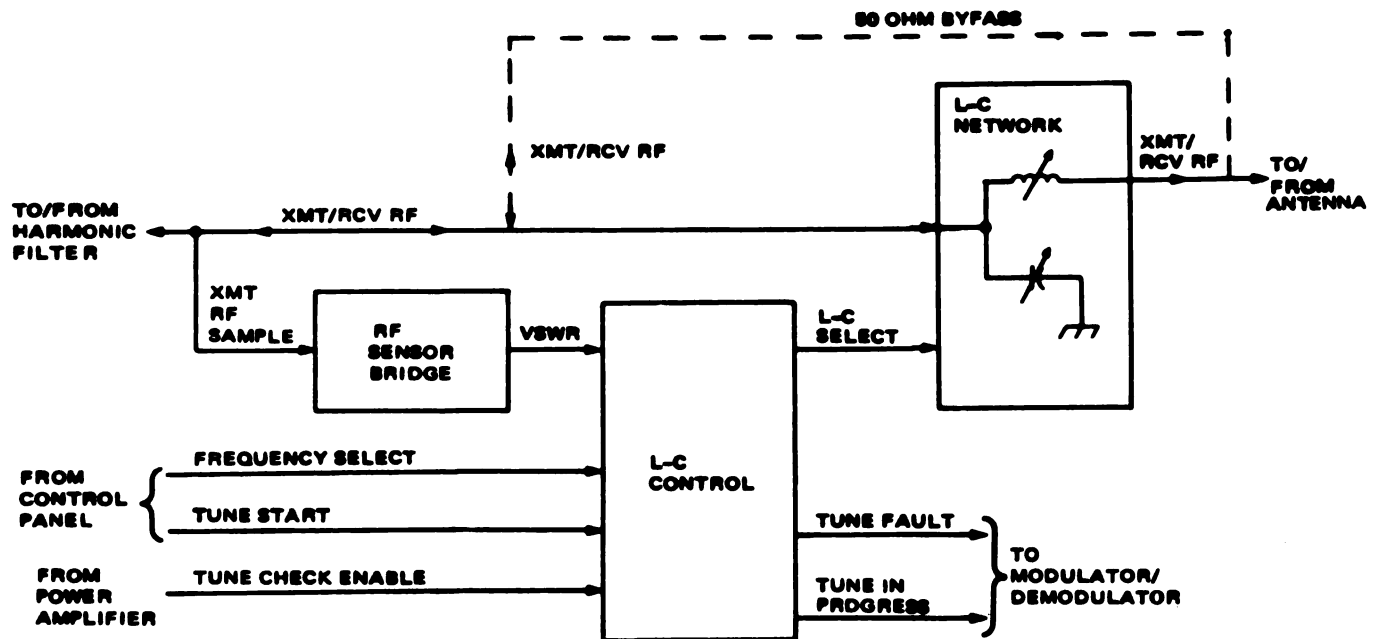 50 OHM BYPASS
L-C
NETWORK
XMT/RCV RF
XMT/
RCV RF
TO/
FROM
ANTENNA
TO/FROM
HARMONIC
FILTER
XMT/RCV RF
XMT
RF
SAMPLE
RF
SENSOR
BRIDGE
VSWR
L-C
SELECT
L-C
CONTROL
FROM
CONTROL
PANEL
FREQUENCY SELECT
TUNE START
FROM
POWER
AMPLIFIER
TUNE CHECK ENABLE
TUNE FAULT
TUNE IN
PRDGRESS
TO
MODULATOR/
DEMODULATOR